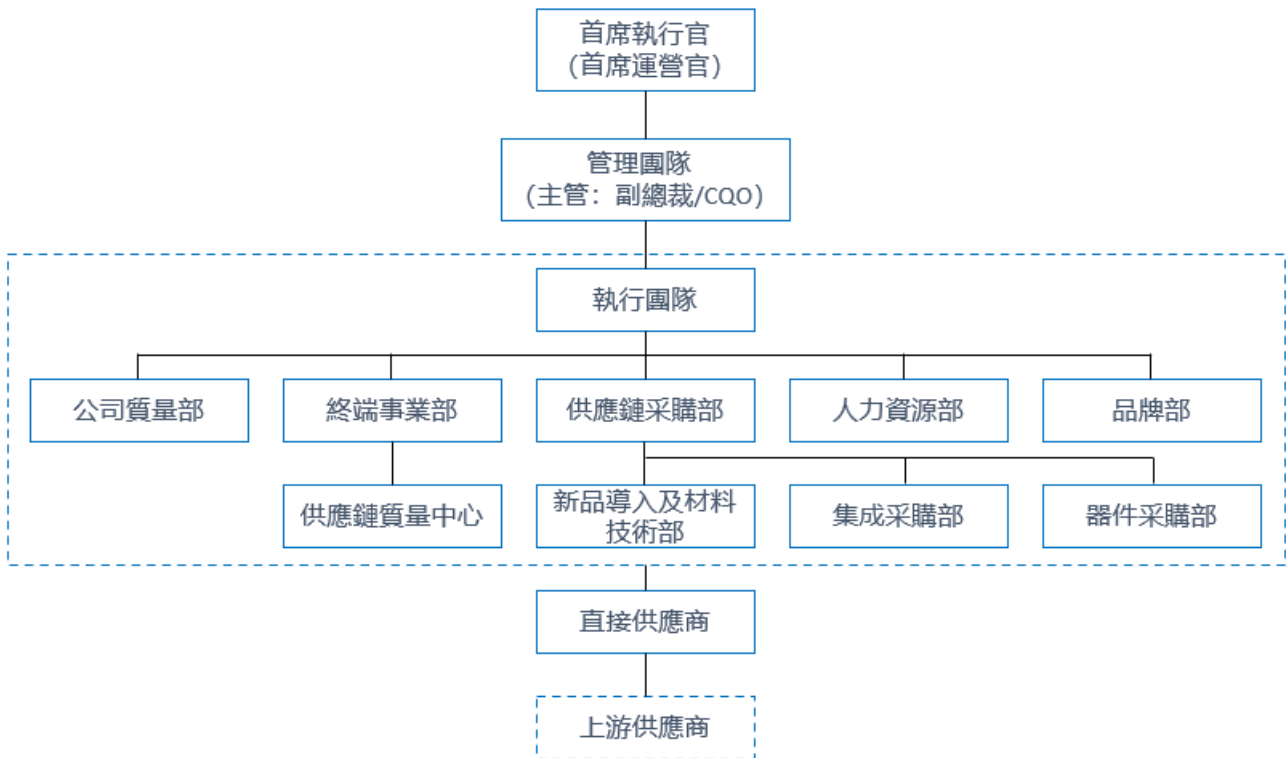 首席執行官
（首席運營官）
管理團隊
（主管：副總裁/CQO）
執行團隊
公司質量部
終端事業部
供應鏈采購部
人力資源部
品牌部
供應鏈質量中心
新品導入及材料
技術部
集成采購部
器件采購部
直接供應商
上游供應商